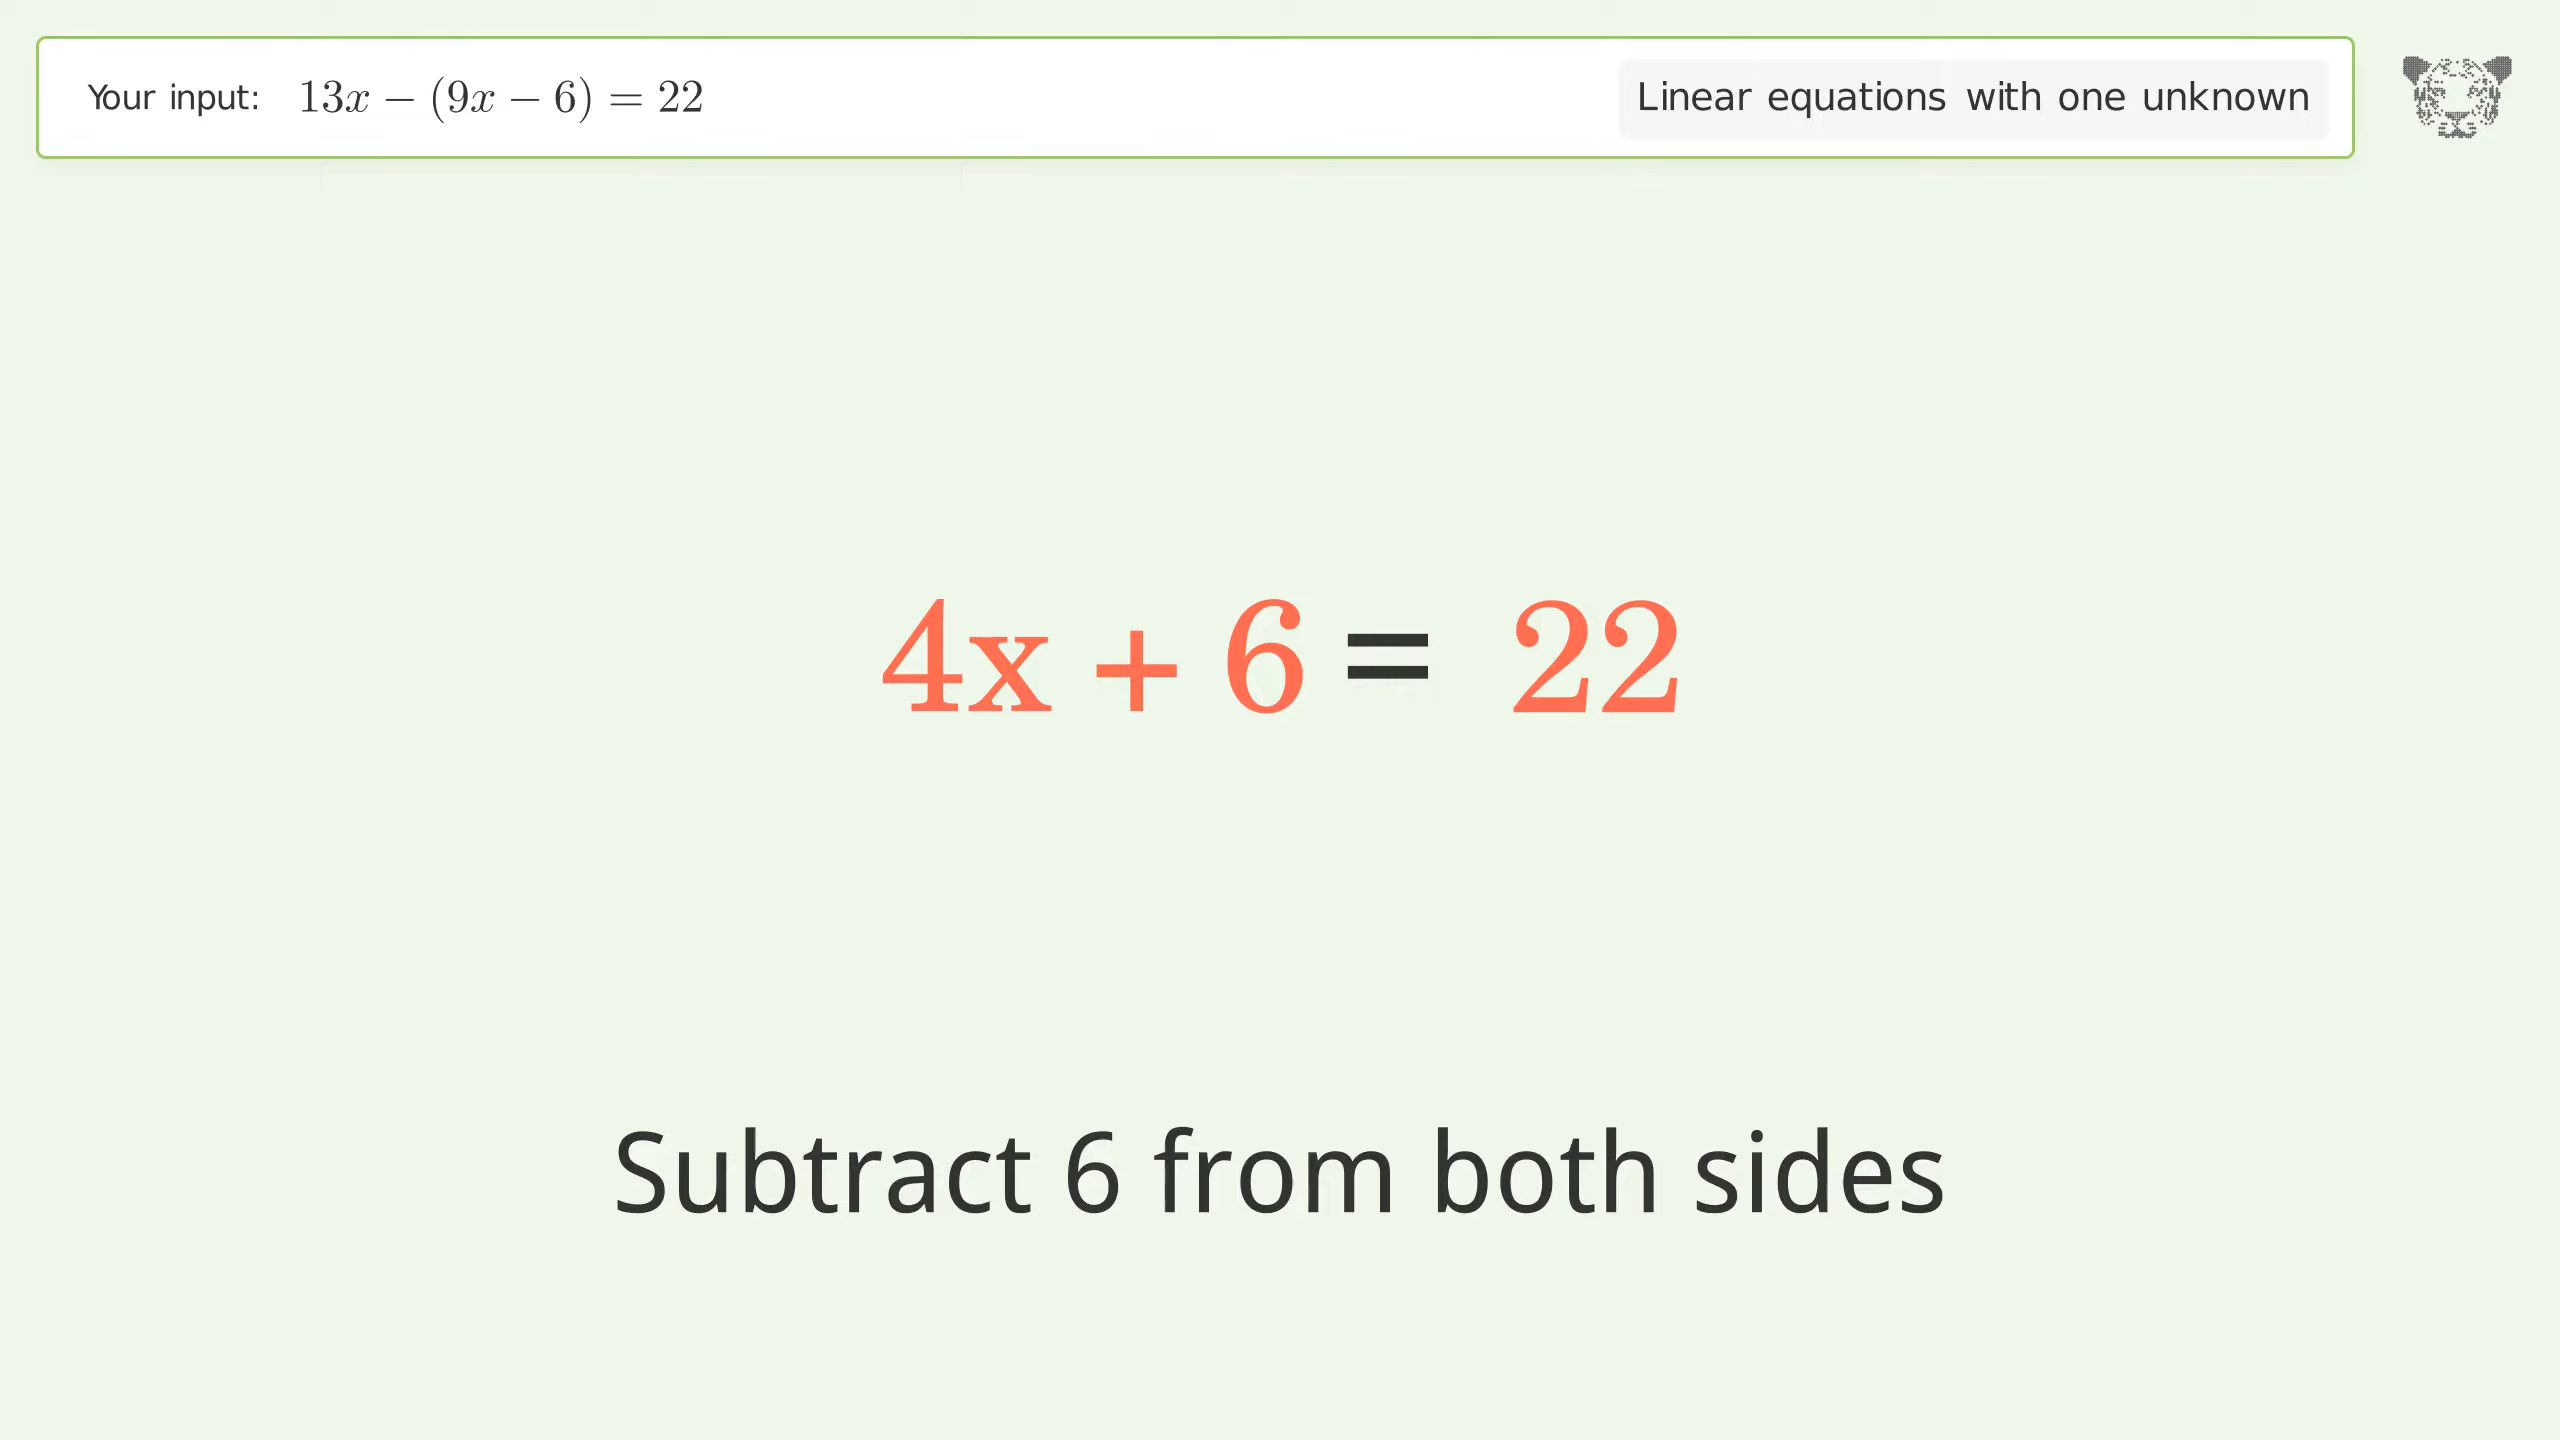 Your input: 13x − (9x − 6) = 22
Linear equations with one unknown
4x + 6 = 22
Subtract 6 from both sides